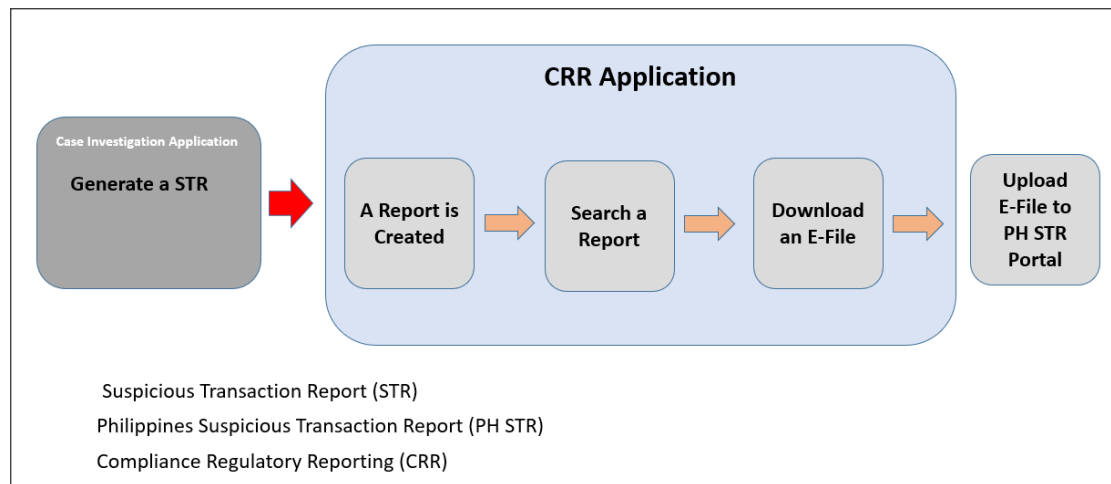 CRR Application
Case Investigation Application
Generate a STR
A Report is
Created
Search a
Report
Download
an E-File
Upload
E-File to
PH STR
Portal
Suspicious Transaction Report (STR)
Philippines Suspicious Transaction Report (PH STR)
Compliance Regulatory Reporting (CRR)